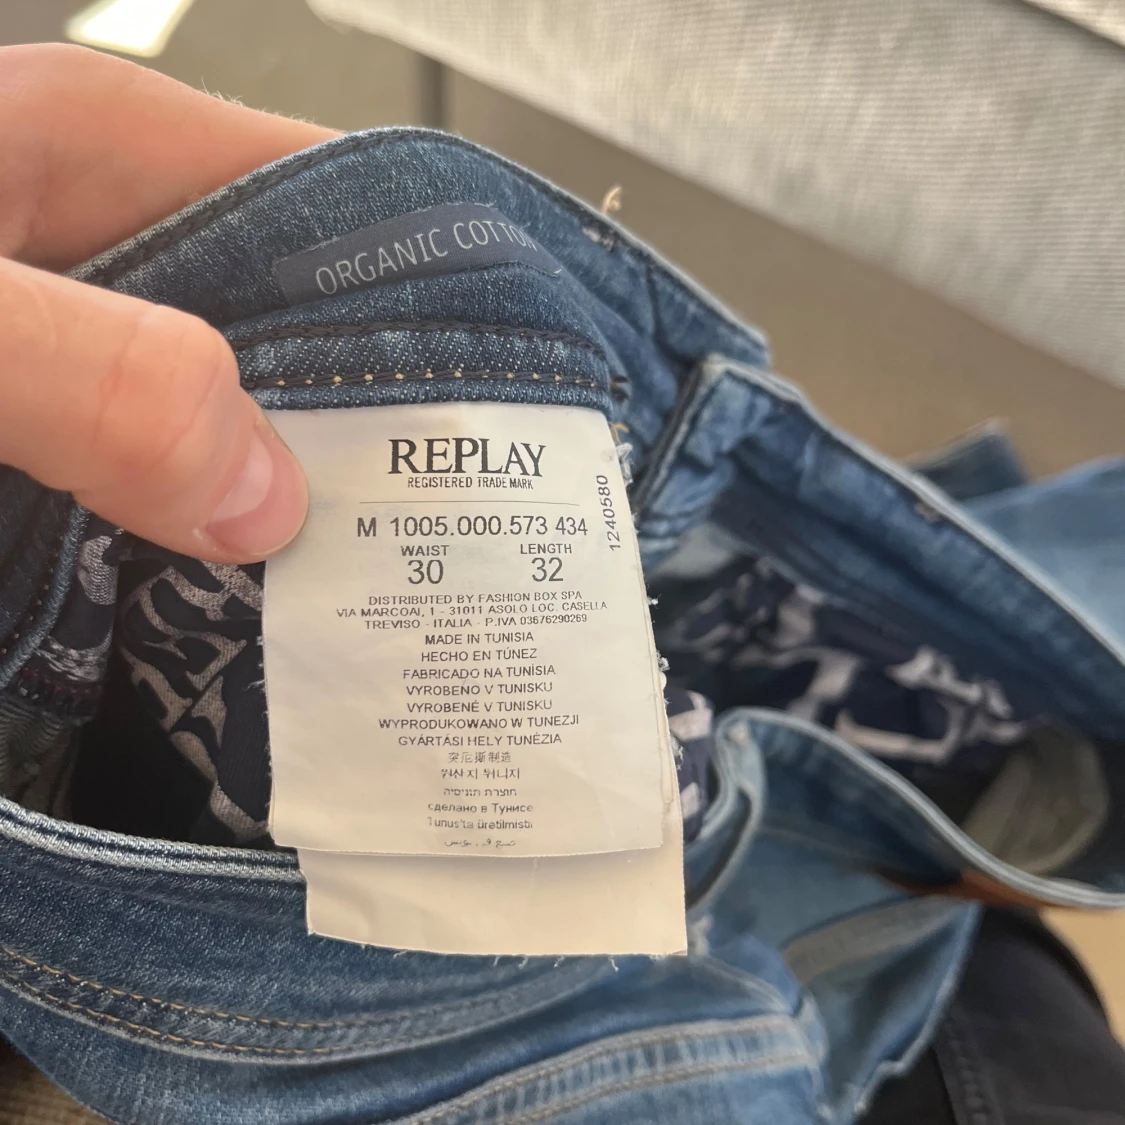 ORGANIC COTTON
REPLAY
REGISTERED TRADE MARK
M 1005.000.573 434
1240580
WAIST LENGTH
30 32
DISTRIBUTED BY FASHION BOX SPA
VIA MARCOAI, 1 - 31011 ASOLO LOC. CASELLA
TREVISO - ITALIA - P.IVA 03676290269
MADE IN TUNISIA
HECHO EN TÚNEZ
FABRICADO NA TUNÍSIA
VYROBENO V TUNISKU
VYROBENÉ V TUNISKU
WYPRODUKOWANO W TUNEZJI
GYÁRTÁSI HELY TUNÉZIA
突尼斯制造
תוצרת תוניסיה
сделано в Тунисе
Tunus'ta üretilmiştir